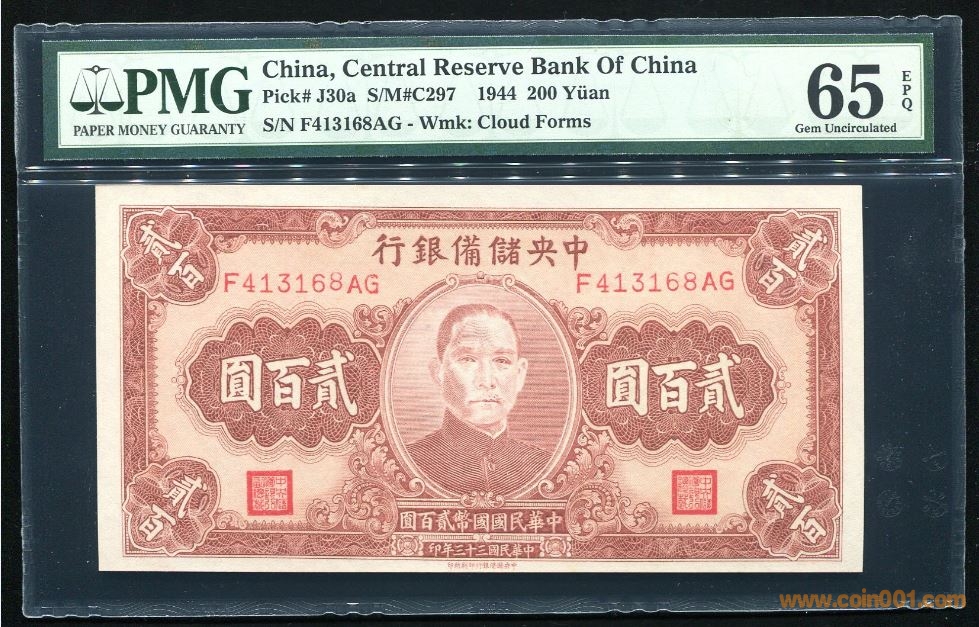 PMG
PAPER MONEY GUARANTY
China, Central Reserve Bank Of China
Pick# J30a S/M#C297 1944 200 Yüan
S/N F413168AG - Wmk: Cloud Forms
65
EPQ
Gem Uncirculated
貳百
貳百
行銀備儲央中
F413168AG
F413168AG
圓百貳
圓百貳
貳百
貳百
圓百貳幣國國民華中
印年三十三國民華中
www.coin001.com